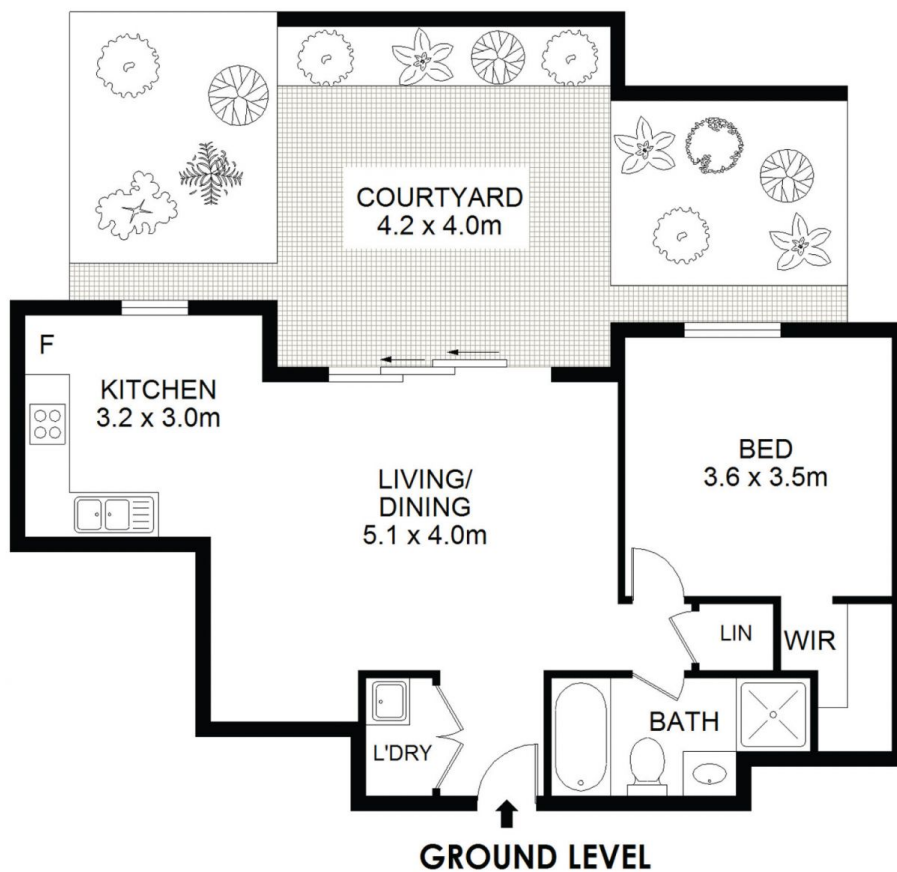 COURTYARD
4.2 x 4.0m
F
KITCHEN
3.2 x 3.0m
LIVING/
DINING
5.1 x 4.0m
BED
3.6 x 3.5m
LIN
WIR
BATH
L'DRY
GROUND LEVEL